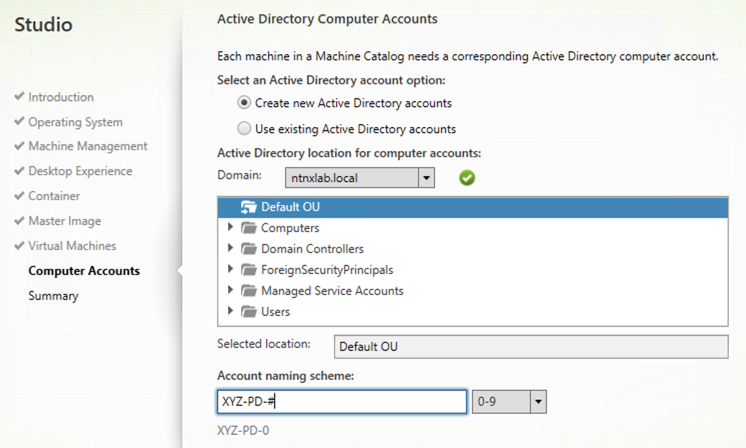 Studio
Introduction
Operating System
Machine Management
Desktop Experience
Container
Master Image
Virtual Machines
Computer Accounts
Summary
Active Directory Computer Accounts
Each machine in a Machine Catalog needs a corresponding Active Directory computer account.
Select an Active Directory account option:
Create new Active Directory accounts
Use existing Active Directory accounts
Active Directory location for computer accounts:
Domain: ntnxlab.local
Default OU
Computers
Domain Controllers
ForeignSecurityPrincipals
Managed Service Accounts
Users
Selected location: Default OU
Account naming scheme:
XYZ-PD-# 0-9
XYZ-PD-0